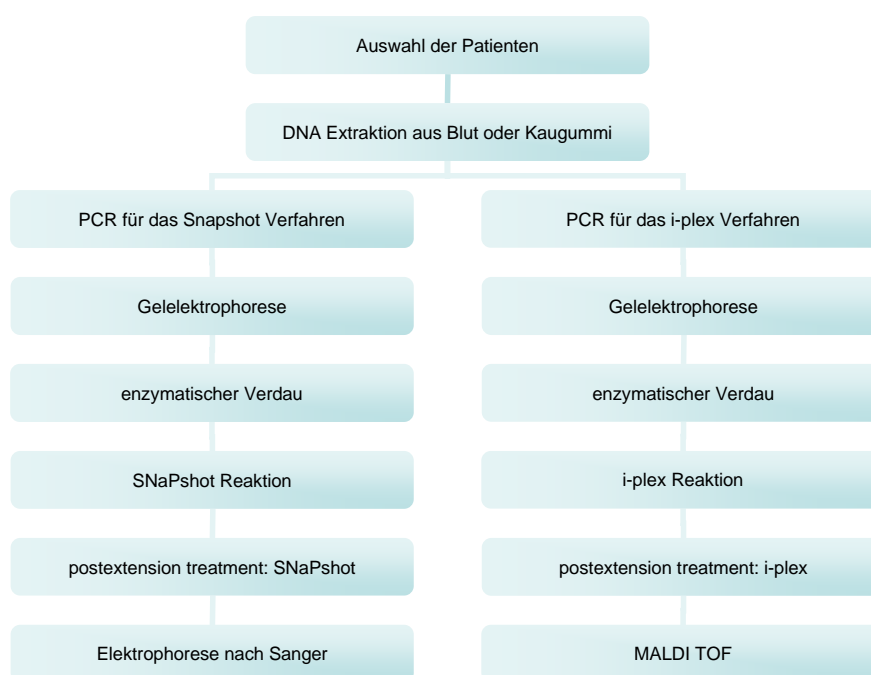 Auswahl der Patienten
DNA Extraktion aus Blut oder Kaugummi
PCR für das Snapshot Verfahren
Gelelektrophorese
enzymatischer Verdau
SNaPshot Reaktion
postextension treatment: SNaPshot
Elektrophorese nach Sanger
PCR für das i-plex Verfahren
Gelelektrophorese
enzymatischer Verdau
i-plex Reaktion
postextension treatment: i-plex
MALDI TOF